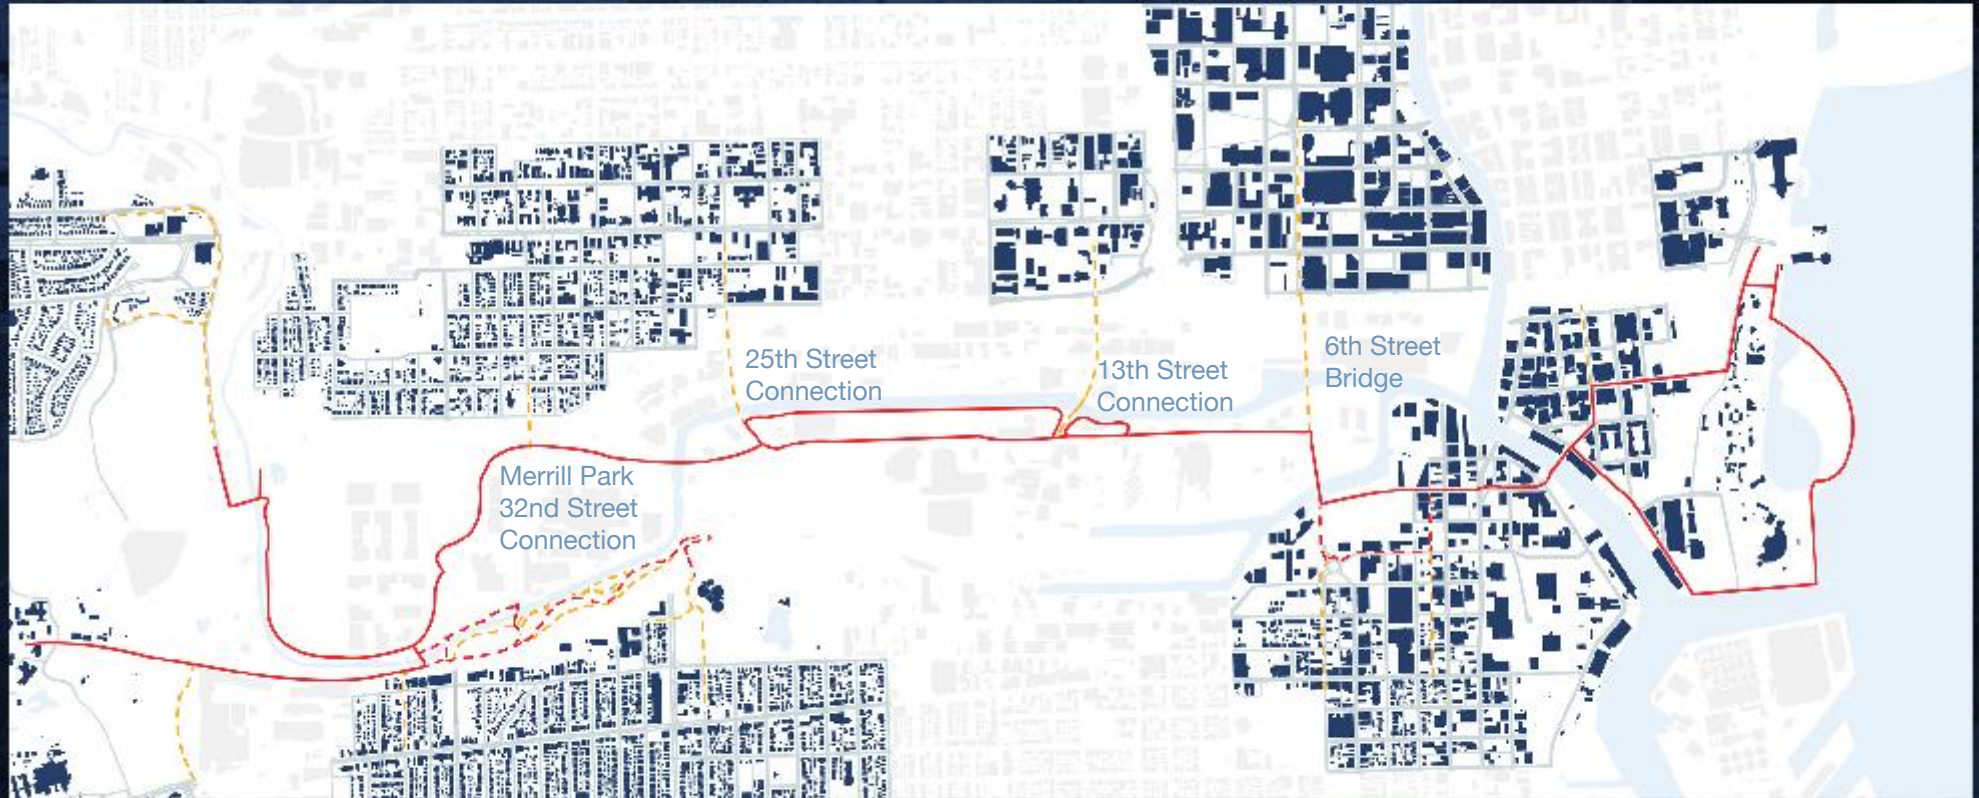 25th Street
Connection
13th Street
Connection
6th Street
Bridge
Merrill Park
32nd Street
Connection